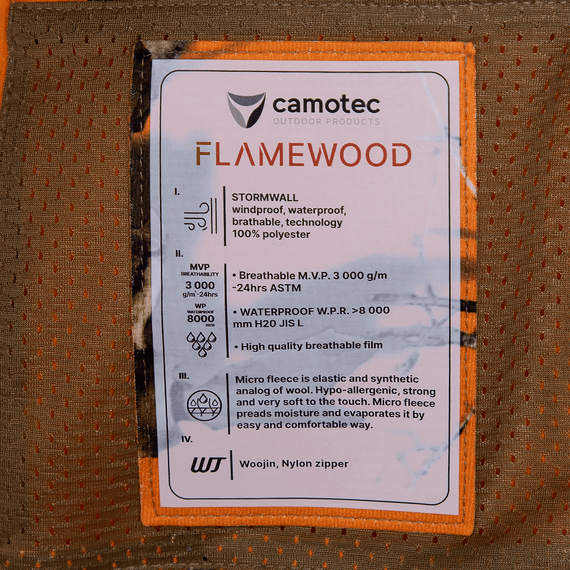 camotec
OUTDOOR PRODUCTS
FLAMEWOOD
I.
STORMWALL
windproof, waterproof,
brathable, technology
100% polyester
II.
MVP
BREATHABILITY
3 000
g/m²-24hrs
• Breathable M.V.P. 3 000 g/m
-24hrs ASTM
WP
WATERPROOF
8000
mm
• WATERPROOF W.P.R. >8 000
mm H20 JIS L
• High quality breathable film
III.
Micro fleece is elastic and synthetic
analog of wool. Hypo-allergenic, strong
and very soft to the touch. Micro fleece
preads moisture and evaporates it by
easy and comfortable way.
IV.
WJ
Woojin, Nylon zipper